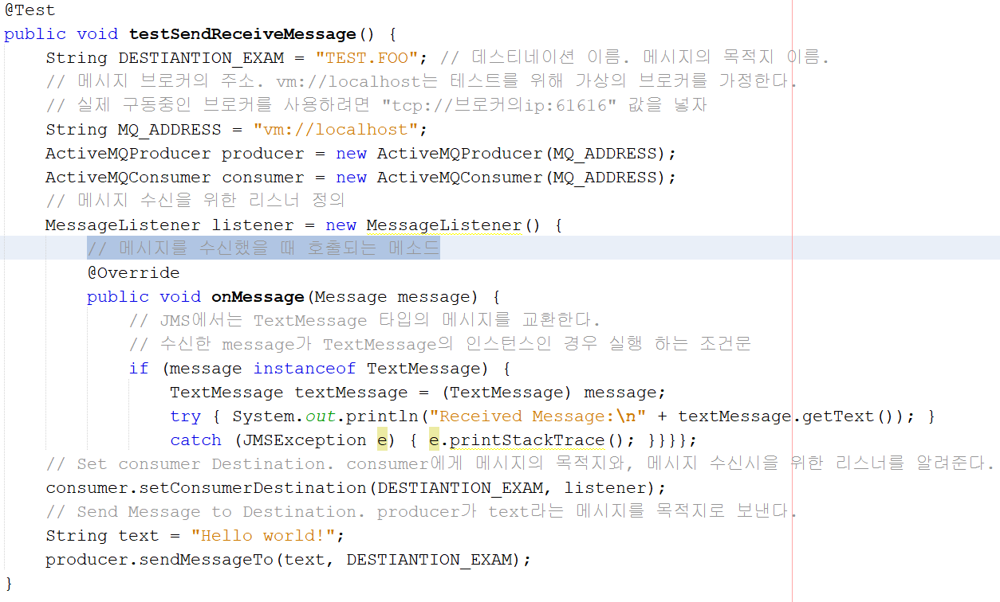 @Test
public void testSendReceiveMessage() {
    String DESTIANTION_EXAM = "TEST.FOO"; // 데스티네이션 이름. 메시지의 목적지 이름.
    // 메시지 브로커의 주소. vm://localhost는 테스트를 위해 가상의 브로커를 가정한다.
    // 실제 구동중인 브로커를 사용하려면 "tcp://브로커의ip:61616" 값을 넣자
    String MQ_ADDRESS = "vm://localhost";
    ActiveMQProducer producer = new ActiveMQProducer(MQ_ADDRESS);
    ActiveMQConsumer consumer = new ActiveMQConsumer(MQ_ADDRESS);
    // 메시지 수신을 위한 리스너 정의
    MessageListener listener = new MessageListener() {
        // 메시지를 수신했을 때 호출되는 메소드
        @Override
        public void onMessage(Message message) {
            // JMS에서는 TextMessage 타입의 메시지를 교환한다.
            // 수신한 message가 TextMessage의 인스턴스인 경우 실행 하는 조건문
            if (message instanceof TextMessage) {
                TextMessage textMessage = (TextMessage) message;
                try { System.out.println("Received Message:\n" + textMessage.getText()); }
                catch (JMSException e) { e.printStackTrace(); }}}};
    // Set consumer Destination. consumer에게 메시지의 목적지와, 메시지 수신시을 위한 리스너를 알려준다.
    consumer.setConsumerDestination(DESTIANTION_EXAM, listener);
    // Send Message to Destination. producer가 text라는 메시지를 목적지로 보낸다.
    String text = "Hello world!";
    producer.sendMessageTo(text, DESTIANTION_EXAM);
}